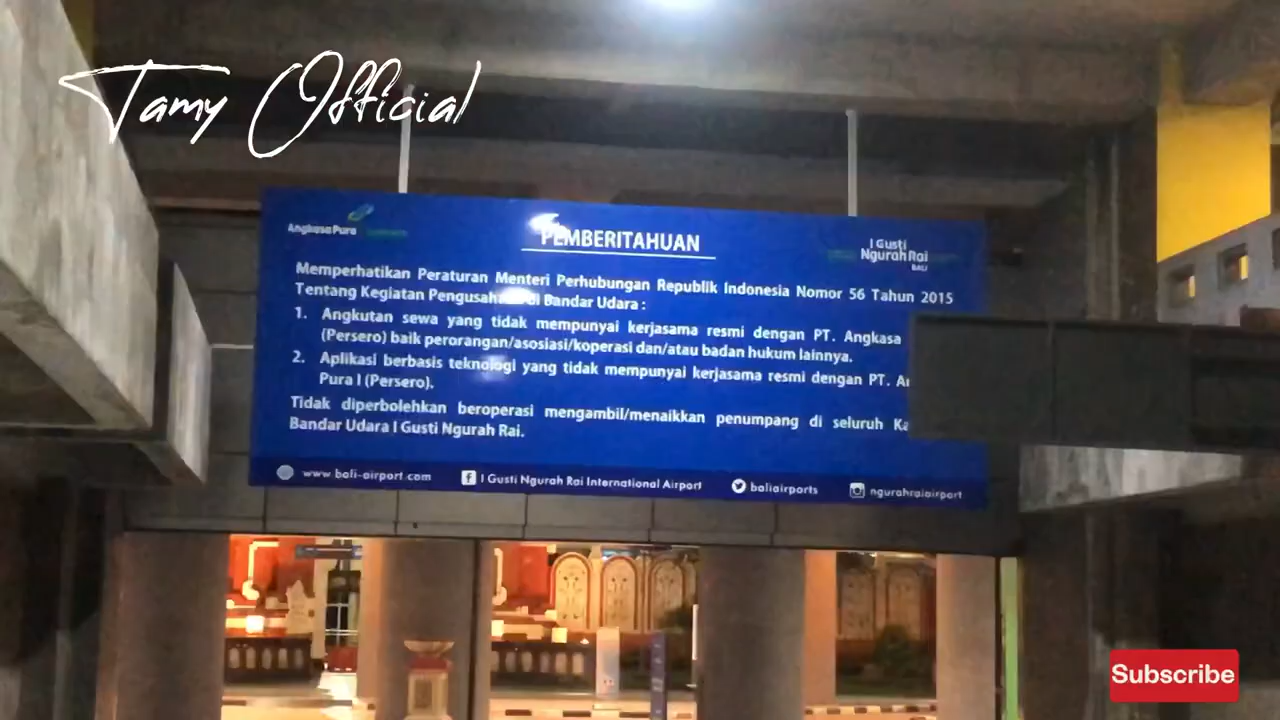 Tamy Official
Angkasa Pura
PEMBERITAHUAN
I Gusti
Ngurah Rai
BALI
Memperhatikan Peraturan Menteri Perhubungan Republik Indonesia Nomor 56 Tahun 2015
Tentang Kegiatan di Bandar Udara :
1. Angkutan sewa yang tidak mempunyai kerjasama resmi dengan PT. Angkasa
(Persero) baik perorangan/asosiasi/koperasi dan/atau badan hukum lainnya.
2. Aplikasi berbasis teknologi yang tidak mempunyai kerjasama resmi dengan PT.
Pura I (Persero).
Tidak diperbolehkan beroperasi mengambil/menaikkan penumpang di seluruh
Bandar Udara I Gusti Ngurah Rai.
www.bali-airport.com
I Gusti Ngurah Rai International Airport
baliairports
ngurahraiairport
Subscribe